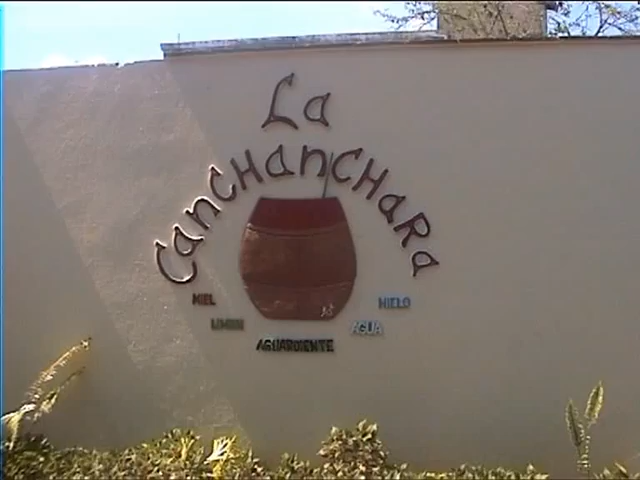 La
CanCHanCHaRa
MIEL
LIMON
AGUARDIENTE
AGUA
HIELO